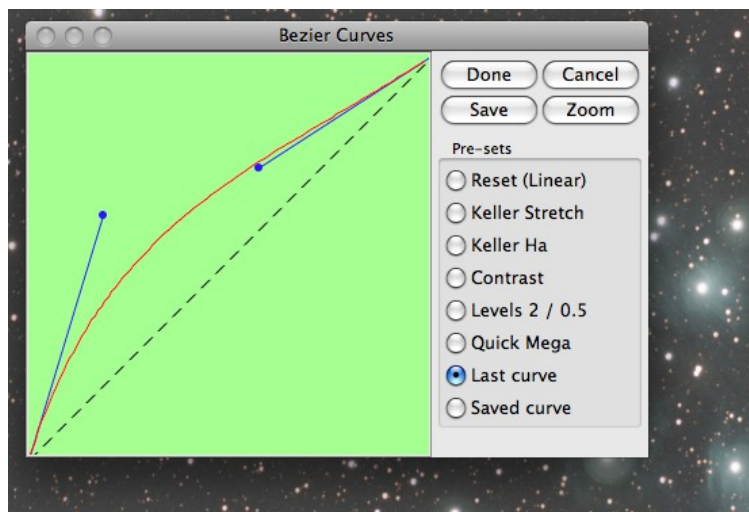 Bezier Curves
Done Cancel
Save Zoom
Pre-sets
Reset (Linear)
Keller Stretch
Keller Ha
Contrast
Levels 2 / 0.5
Quick Mega
Last curve
Saved curve